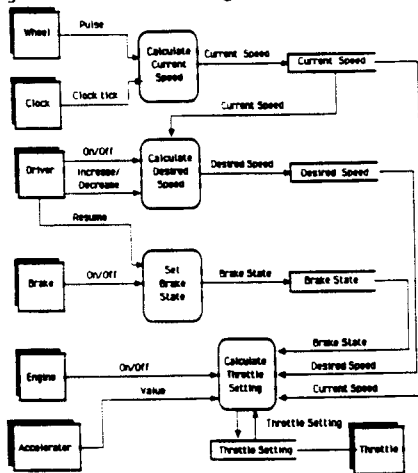 Wheel
Pulse
Calculate
Current
Speed
Current Speed
Current Speed
Clock
Clock tick
Current Speed
Driver
On/Off
Increase/
Decrease
Calculate
Desired
Speed
Desired Speed
Desired Speed
Resume
Brake
On/Off
Set
Brake
State
Brake State
Brake State
Brake State
Engine
On/Off
Calculate
Throttle
Setting
Desired Speed
Value
Current Speed
Throttle Setting
Accelerator
Throttle Setting
Throttle